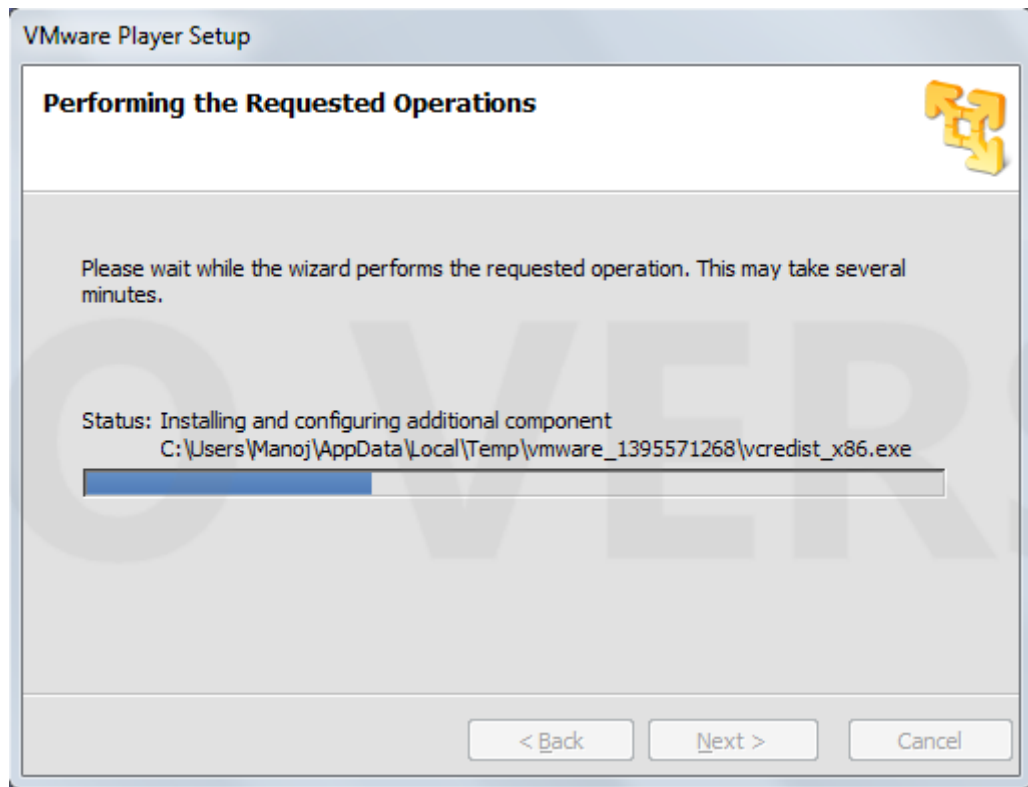 VMware Player Setup
Performing the Requested Operations
Please wait while the wizard performs the requested operation. This may take several
minutes.
Status: Installing and configuring additional component
C:\Users\Manoj\AppData\Local\Temp\vmware_1395571268\vcredist_x86.exe
O VERS
< Back Next > Cancel